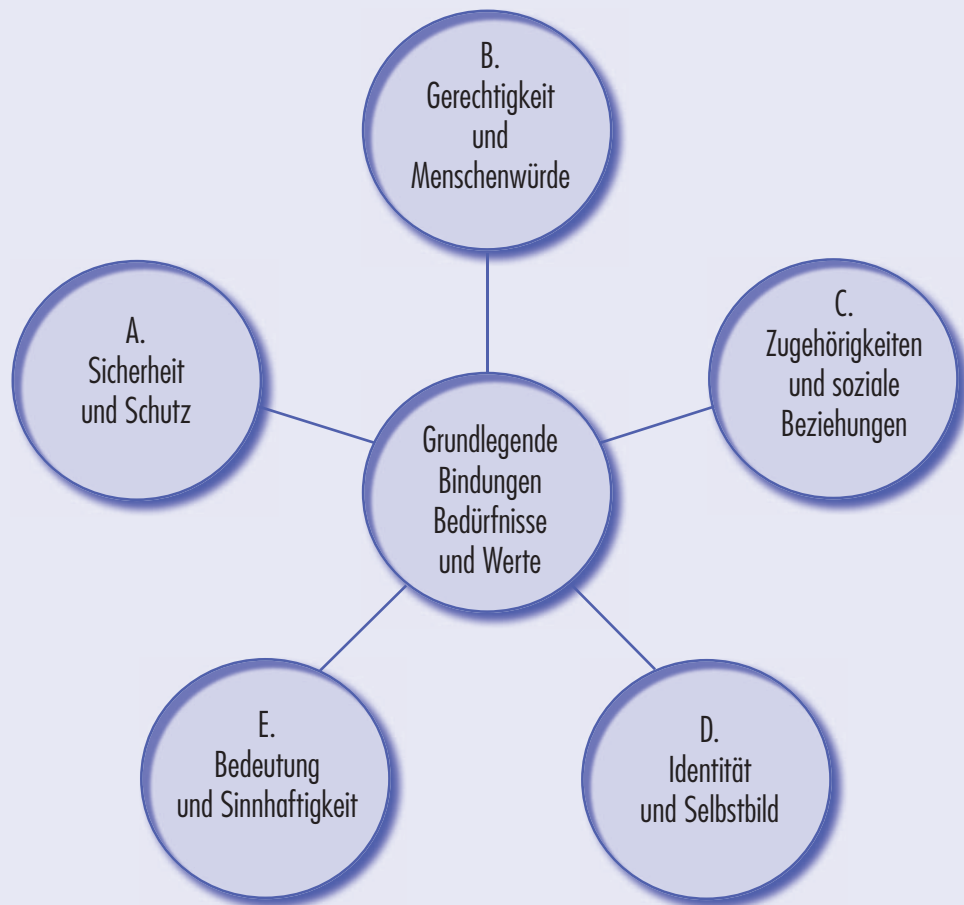 B.
Gerechtigkeit
und
Menschenwürde
A.
Sicherheit
und Schutz
C.
Zugehörigkeiten
und soziale
Beziehungen
Grundlegende
Bindungen
Bedürfnisse
und Werte
E.
Bedeutung
und Sinnhaftigkeit
D.
Identität
und Selbstbild